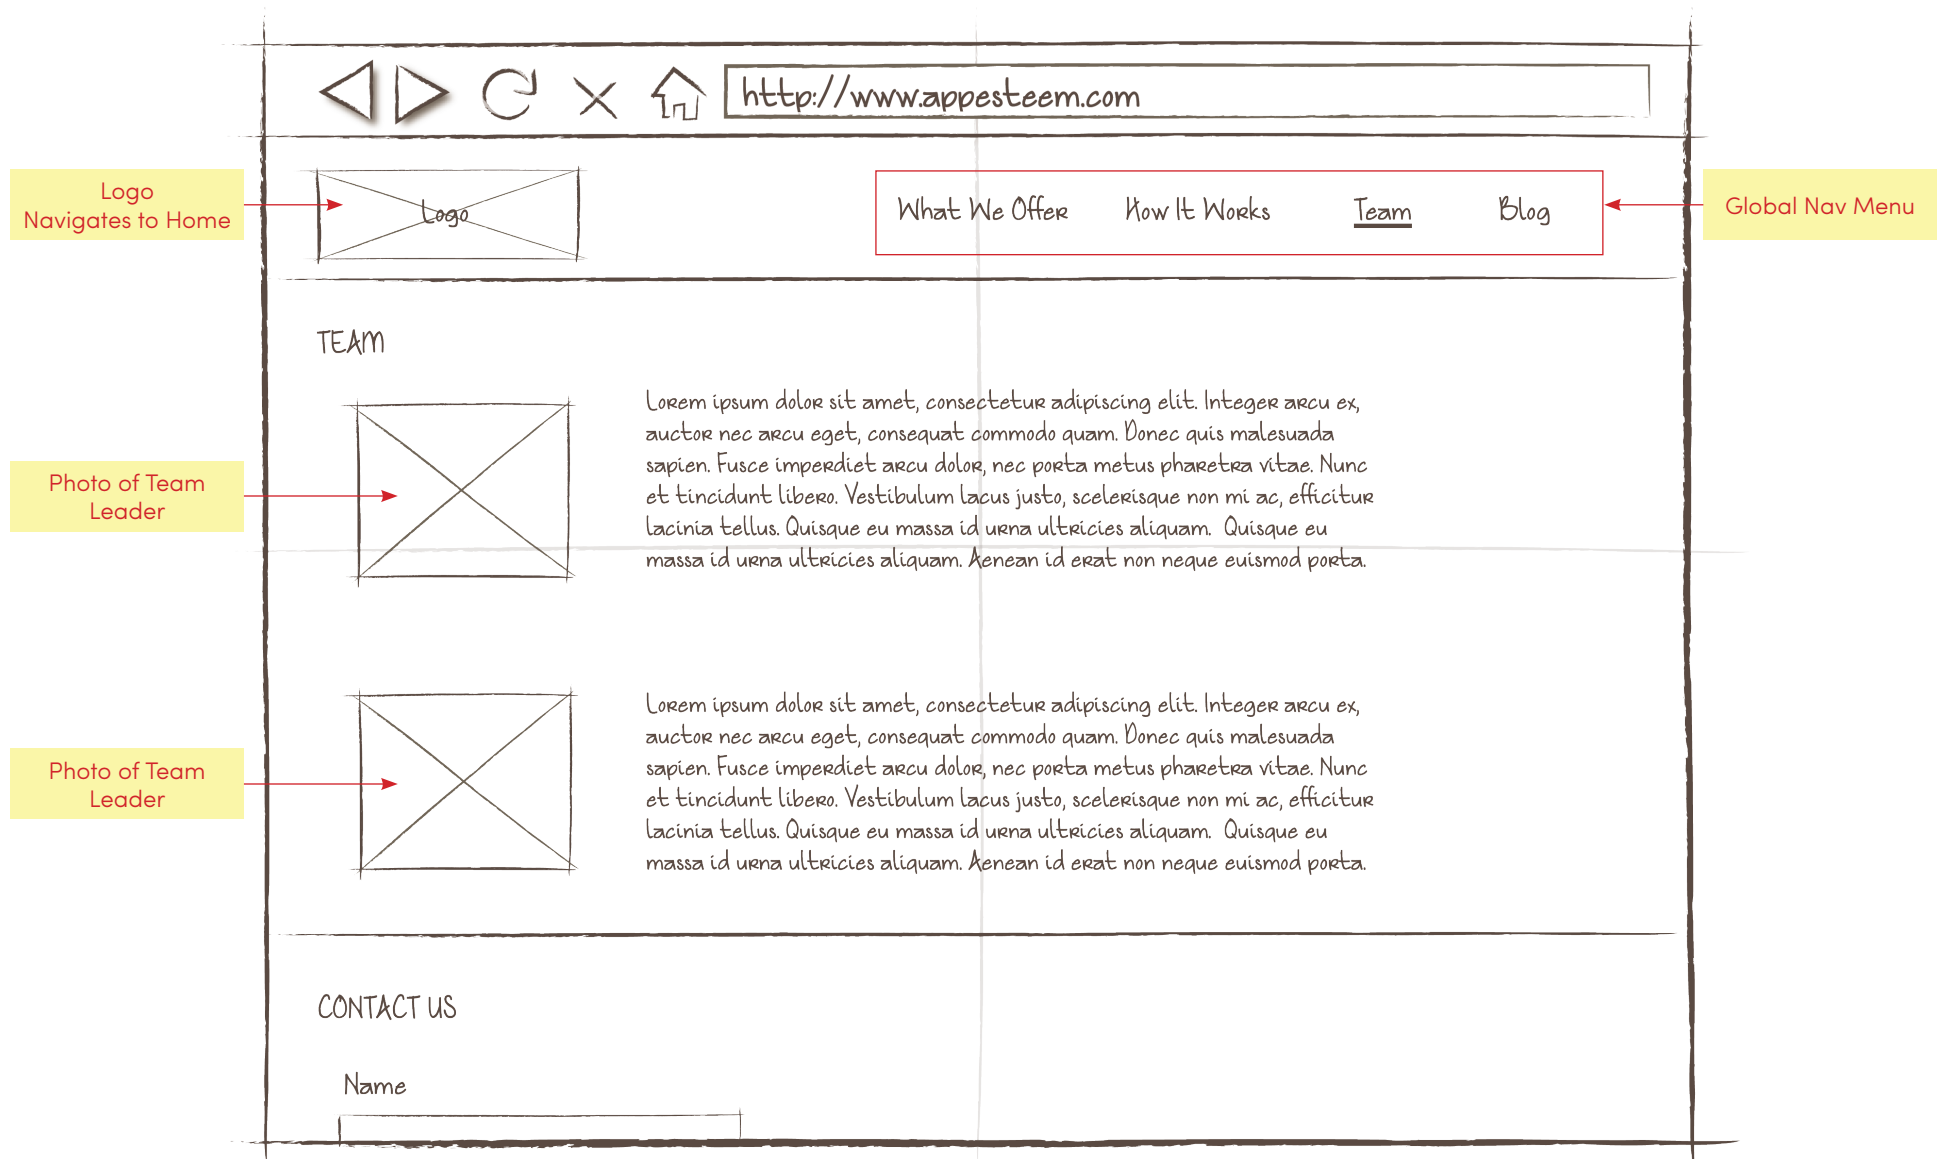 http://www.appesteem.com
Logo
Navigates to Home
Logo
What We Offer
How It Works
Team
Blog
Global Nav Menu
TEAM
Photo of Team
Leader
Lorem ipsum dolor sit amet, consectetur adipiscing elit. Integer arcu ex,
auctor nec arcu eget, consequat commodo quam. Donec quis malesuada
sapien. Fusce imperdiet arcu dolor, nec porta metus pharetra vitae. Nunc
et tincidunt libero. Vestibulum lacus justo, scelerisque non mi ac, efficitur
lacinia tellus. Quisque eu massa id urna ultricies aliquam.  Quisque eu
massa id urna ultricies aliquam. Aenean id erat non neque euismod porta.
Photo of Team
Leader
Lorem ipsum dolor sit amet, consectetur adipiscing elit. Integer arcu ex,
auctor nec arcu eget, consequat commodo quam. Donec quis malesuada
sapien. Fusce imperdiet arcu dolor, nec porta metus pharetra vitae. Nunc
et tincidunt libero. Vestibulum lacus justo, scelerisque non mi ac, efficitur
lacinia tellus. Quisque eu massa id urna ultricies aliquam.  Quisque eu
massa id urna ultricies aliquam. Aenean id erat non neque euismod porta.
CONTACT US
Name